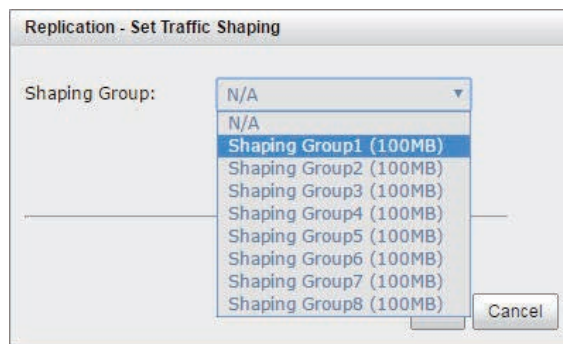 Replication - Set Traffic Shaping
Shaping Group:
N/A
N/A
Shaping Group1 (100MB)
Shaping Group2 (100MB)
Shaping Group3 (100MB)
Shaping Group4 (100MB)
Shaping Group5 (100MB)
Shaping Group6 (100MB)
Shaping Group7 (100MB)
Shaping Group8 (100MB)
Cancel